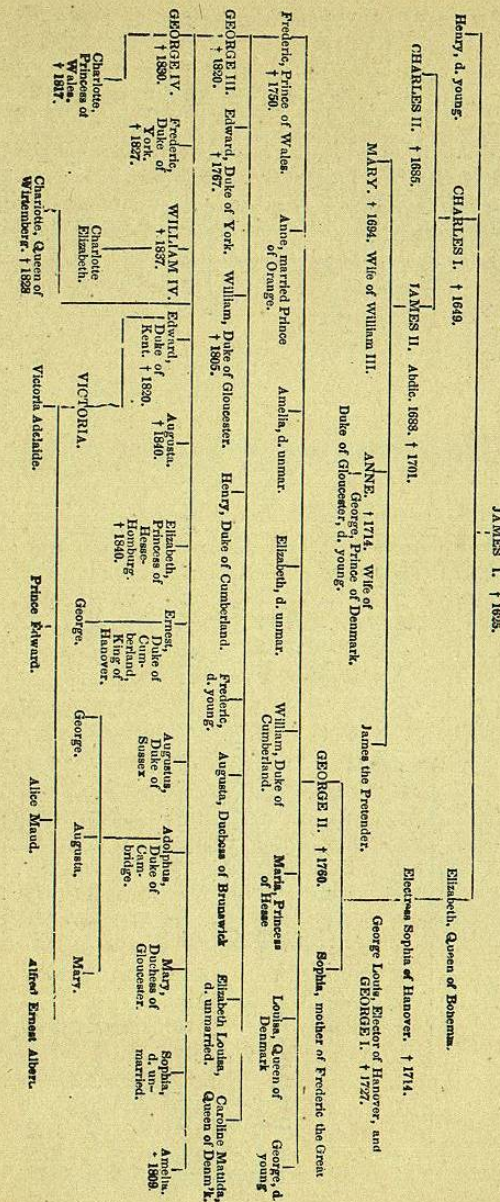 JAMES I. † 1625.
Henry, d. young.
CHARLES I. † 1649.
Elizabeth, Queen of Bohemia.
CHARLES II. † 1685.
JAMES II. Abdic. 1688. † 1701.
Electress Sophia of Hanover. † 1714.
MARY. † 1694. Wife of William III.
ANNE. † 1714. Wife of
George, Prince of Denmark.
Duke of Gloucester, d. young.
James the Pretender.
George Louis, Elector of Hanover, and
GEORGE I. † 1727.
GEORGE II. † 1760.
Sophia, mother of Frederic the Great
Frederic, Prince of Wales.
† 1750.
Anne, married Prince
of Orange.
Amelia, d. unmar.
Elizabeth, d. unmar.
William, Duke of
Cumberland.
Maria, Princess
of Hesse
Louisa, Queen of
Denmark
George, d.
young
GEORGE III.
† 1820.
Edward, Duke of York.
† 1767.
William, Duke of Gloucester.
† 1805.
Henry, Duke of Cumberland.
Frederic,
d. young.
Augusta, Duchess of Brunswick
Elizabeth Louisa,
d. unmarried.
Caroline Matilda,
Queen of Denm'k.
GEORGE IV.
† 1830.
Frederic,
Duke of
York.
† 1827.
WILLIAM IV.
† 1837.
Edward,
Duke of
Kent. † 1820.
Augusta.
† 1840.
Elizabeth,
Princess of
Hesse-
Homburg.
† 1840.
Ernest,
Duke of
Cum-
berland,
King of
Hanover.
Augustus,
Duke of
Sussex
Adolphus,
Duke of
Cam-
bridge.
Mary,
Duchess of
Gloucester.
Sophia,
d. un-
married.
Amelia.
1809.
Charlotte,
Princess of
Wales.
† 1817.
Charlotte
Elizabeth.
VICTORIA.
George.
George.
Augusta.
Mary.
Charlotte, Queen of
Wirtemberg. † 1828
Victoria Adelaide.
Prince Edward.
Alice Maud.
Alfred Ernest Albert.